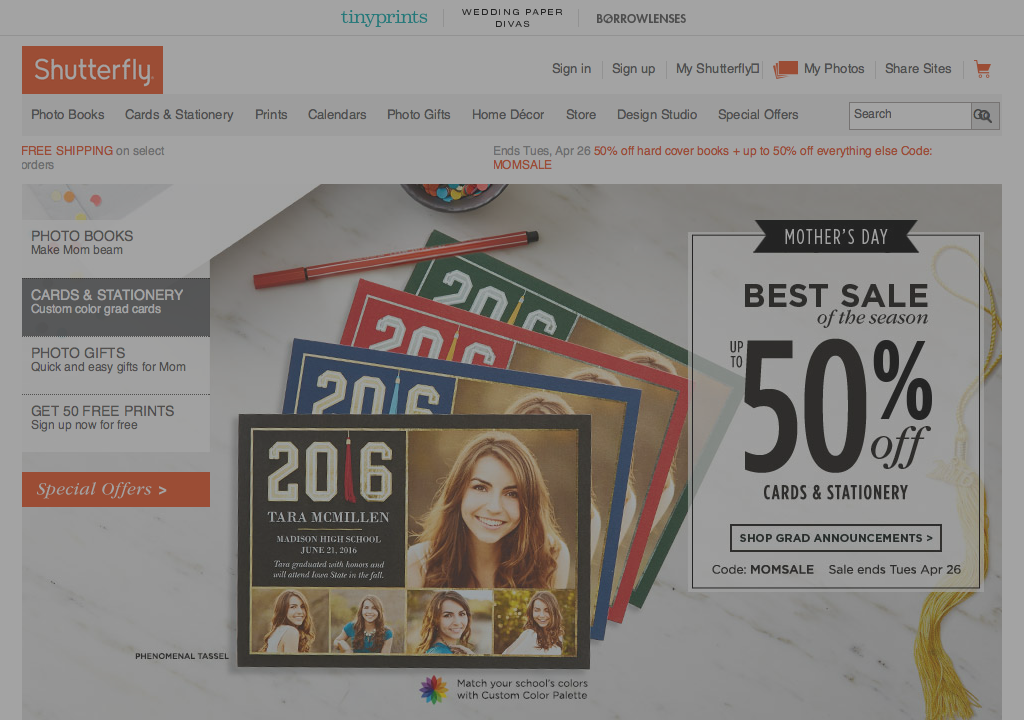 tinyprints
WEDDING PAPER
DIVAS
BØRROWLENSES
Shutterfly
Sign in
Sign up
My Shutterfly
My Photos
Share Sites
Photo Books
Cards & Stationery
Prints
Calendars
Photo Gifts
Home Décor
Store
Design Studio
Special Offers
Search
FREE SHIPPING on select
orders
Ends Tues, Apr 26 50% off hard cover books + up to 50% off everything else Code:
MOMSALE
PHOTO BOOKS
Make Mom beam
CARDS & STATIONERY
Custom color grad cards
PHOTO GIFTS
Quick and easy gifts for Mom
GET 50 FREE PRINTS
Sign up now for free
Special Offers >
2016
2016
2016
2016
TARA MCMILLEN
MADISON HIGH SCHOOL
JUNE 21, 2016
Tara graduated with honors and
will attend Iowa State in the fall.
PHENOMENAL TASSEL
Match your school's colors
with Custom Color Palette
MOTHER'S DAY
BEST SALE
of the season
UP TO 50% off
CARDS & STATIONERY
SHOP GRAD ANNOUNCEMENTS >
Code: MOMSALE Sale ends Tues Apr 26